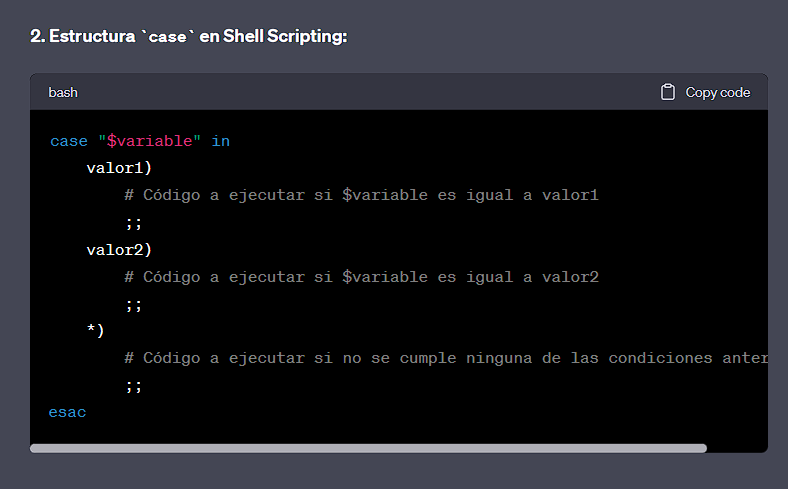 2. Estructura `case` en Shell Scripting:
bash
Copy code
case "$variable" in
    valor1)
        # Código a ejecutar si $variable es igual a valor1
        ;;
    valor2)
        # Código a ejecutar si $variable es igual a valor2
        ;;
    *)
        # Código a ejecutar si no se cumple ninguna de las condiciones anter
        ;;
esac